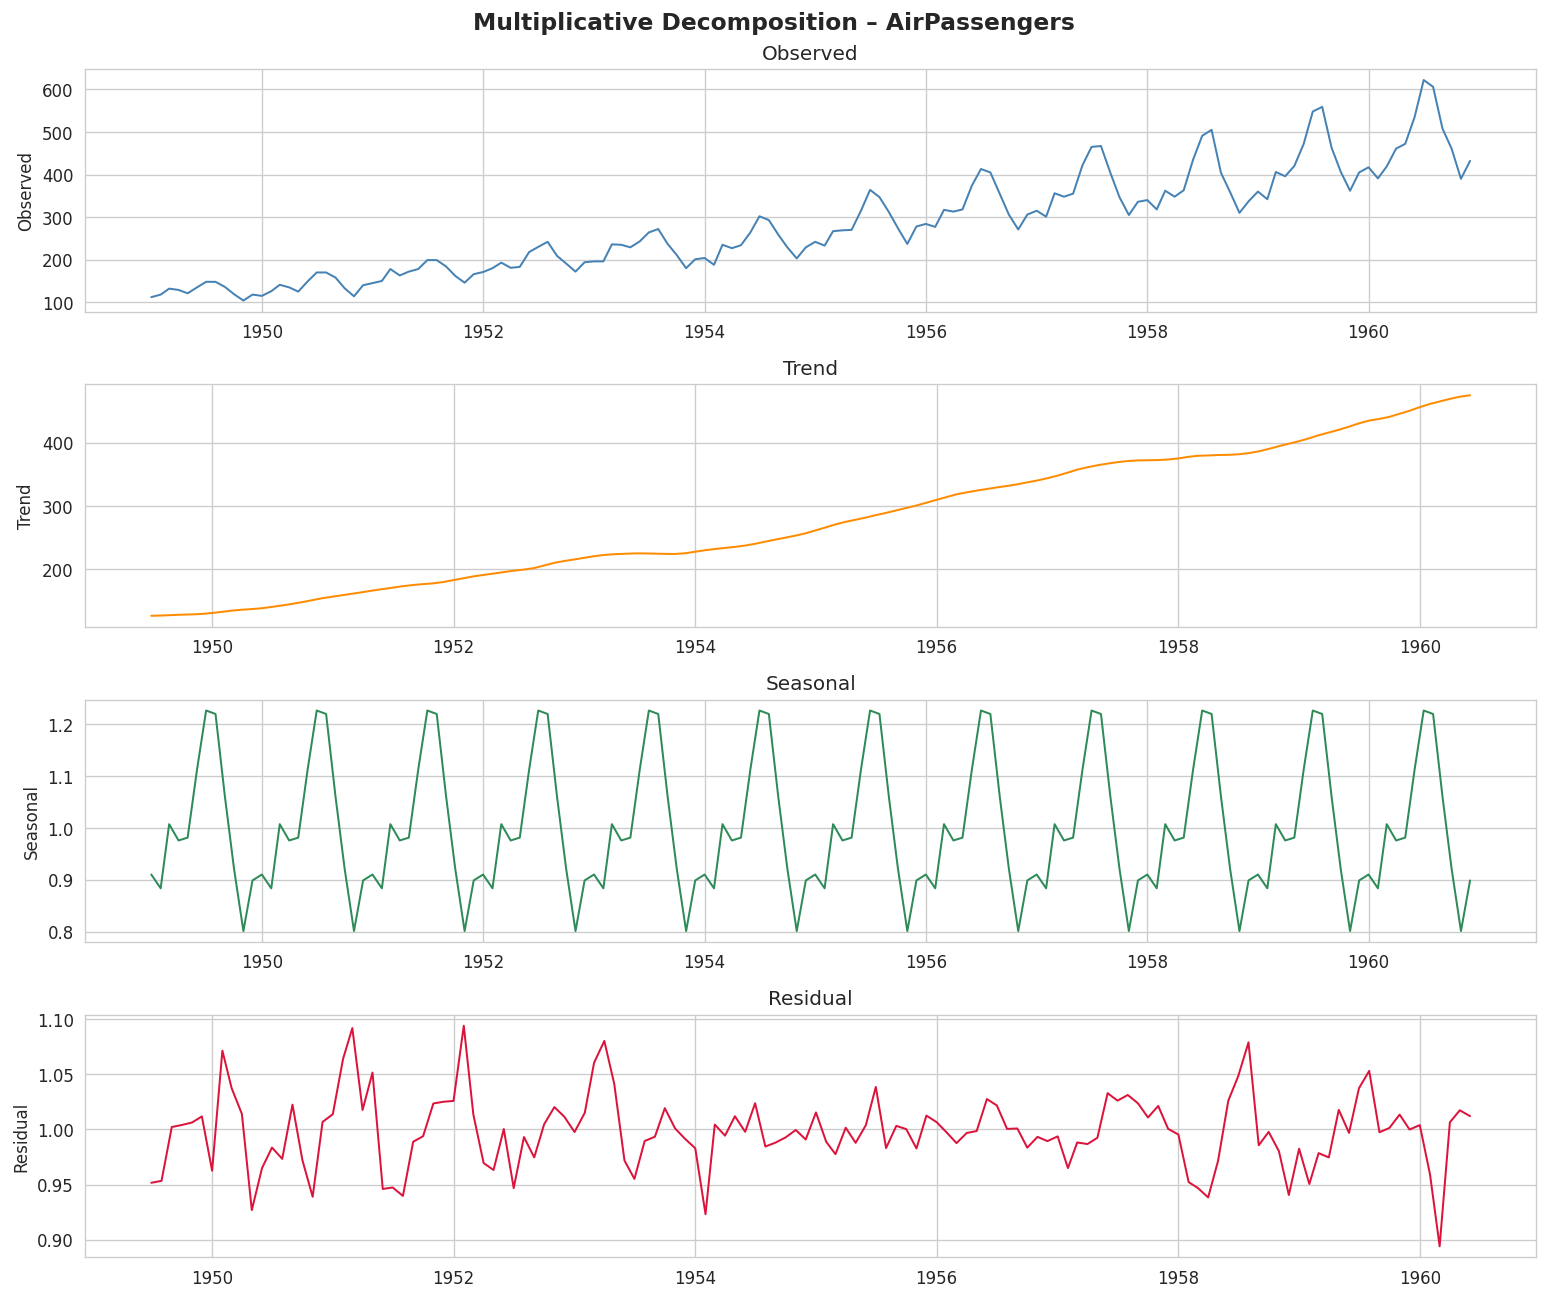 Multiplicative Decomposition – AirPassengers
Observed
Observed
600
500
400
300
200
100
1950 1952 1954 1956 1958 1960
Trend
Trend
400
300
200
1950 1952 1954 1956 1958 1960
Seasonal
Seasonal
1.2
1.1
1.0
0.9
0.8
1950 1952 1954 1956 1958 1960
Residual
Residual
1.10
1.05
1.00
0.95
0.90
1950 1952 1954 1956 1958 1960